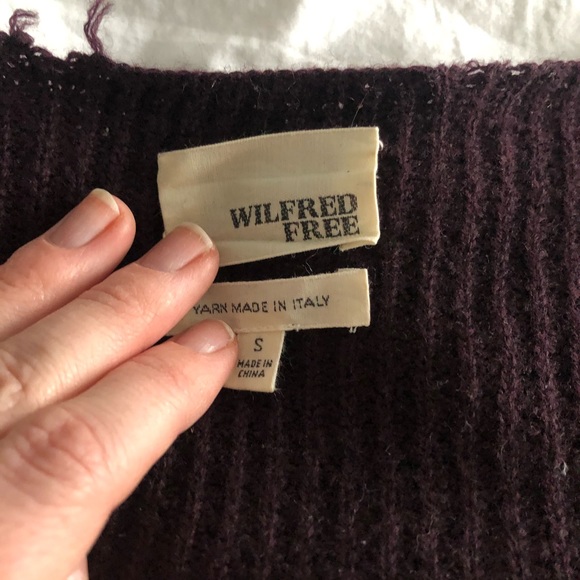 WILFRED
FREE
YARN MADE IN ITALY
S
MADE IN
CHINA